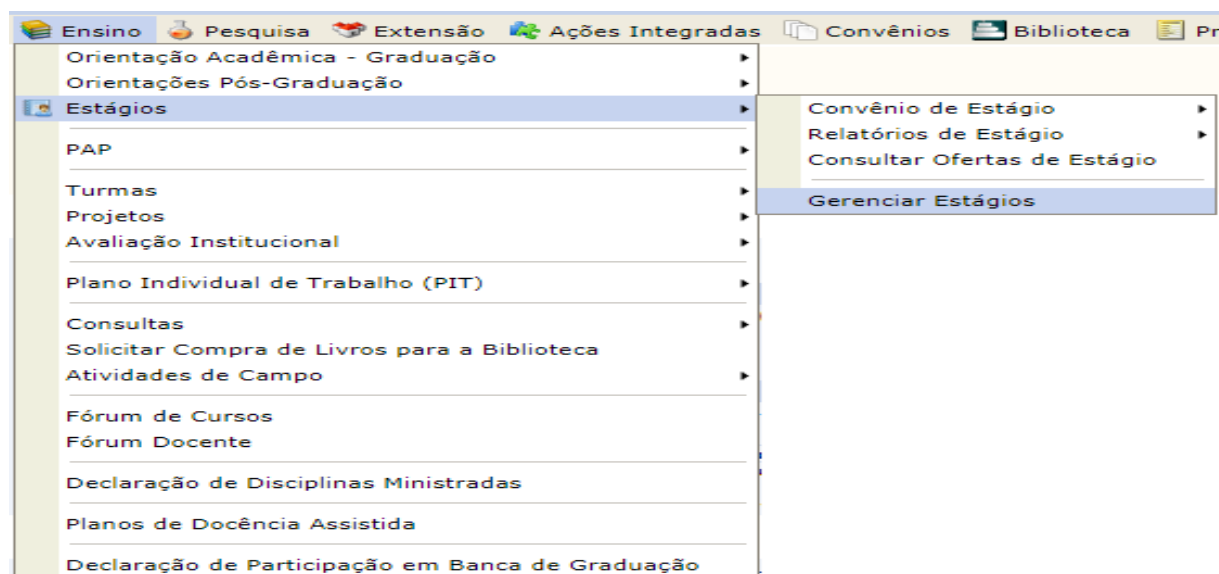 Ensino Pesquisa Extensão Ações Integradas Convênios Biblioteca Pr
Orientação Acadêmica - Graduação
Orientações Pós-Graduação
Estágios
PAP
Turmas
Projetos
Avaliação Institucional
Plano Individual de Trabalho (PIT)
Consultas
Solicitar Compra de Livros para a Biblioteca
Atividades de Campo
Fórum de Cursos
Fórum Docente
Declaração de Disciplinas Ministradas
Planos de Docência Assistida
Declaração de Participação em Banca de Graduação
Convênio de Estágio
Relatórios de Estágio
Consultar Ofertas de Estágio
Gerenciar Estágios